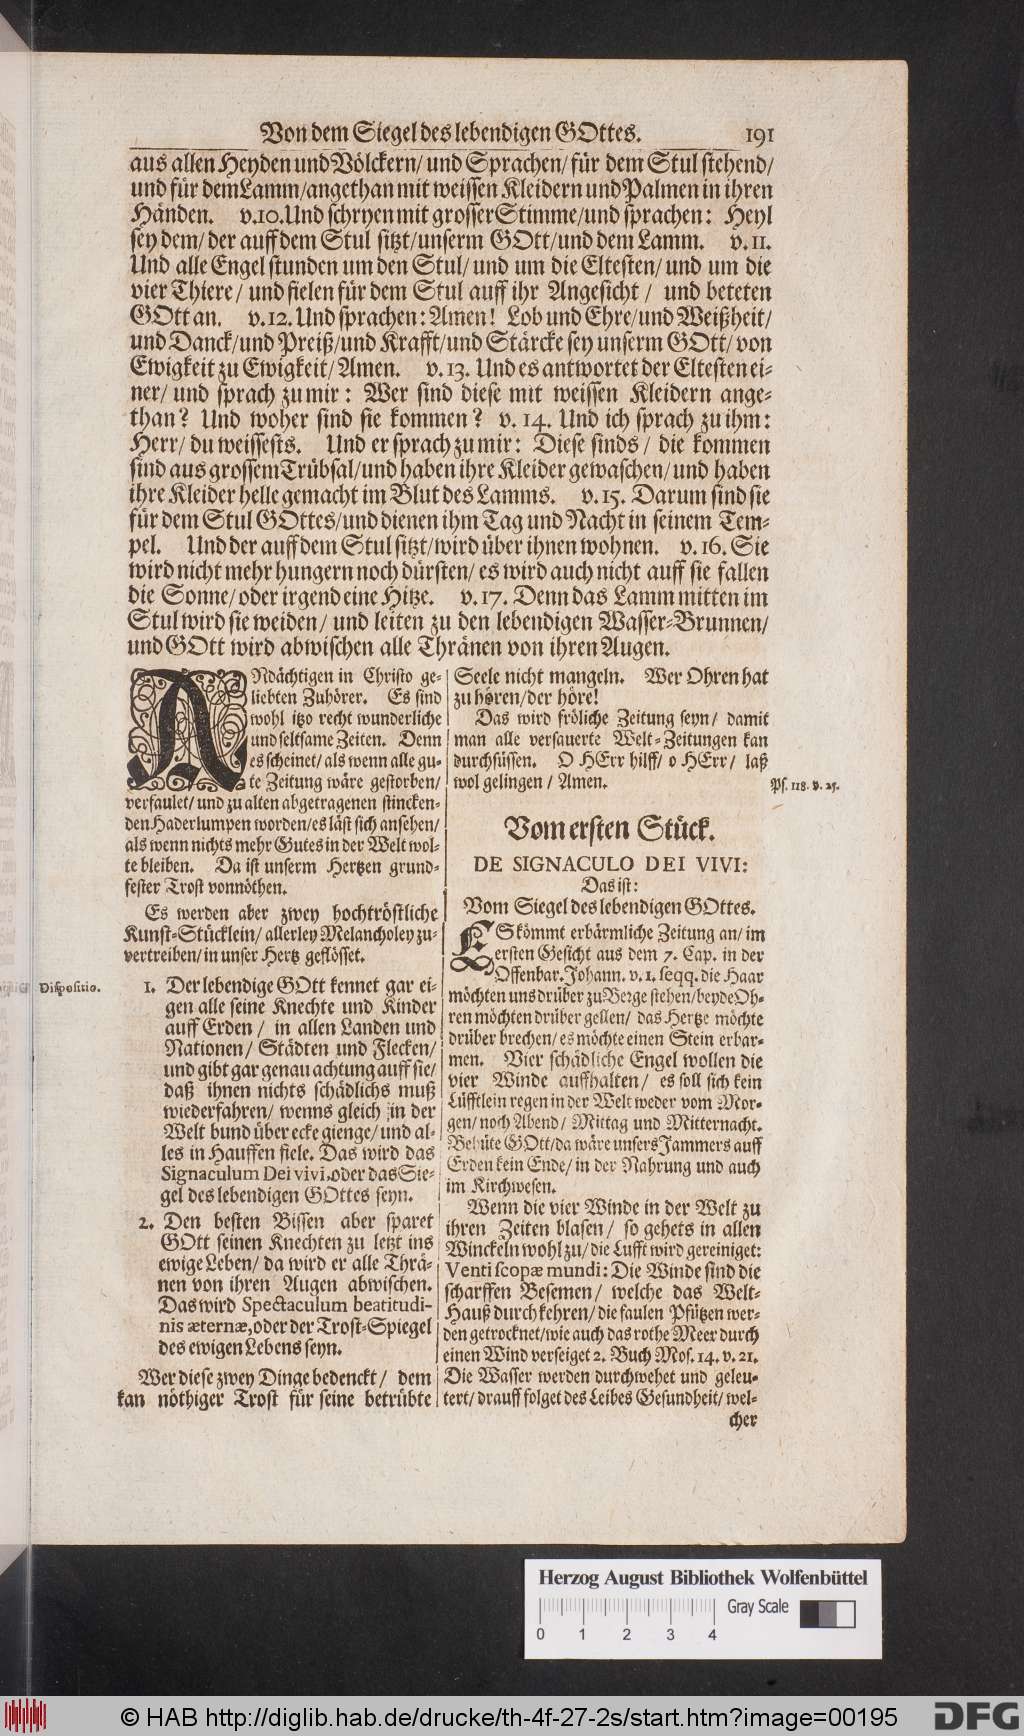 Von dem Siegel des lebendigen GOttes. 191
aus allen Heyden und Völckern/ und Sprachen/ für dem Stul stehend/
und für dem Lamm/ angethan mit weissen Kleidern und Palmen in ihren
Händen. v.10. Und schryen mit grosser Stimme/ und sprachen: Heyl
sey dem/ der auff dem Stul sitzt/ unserm GOtt/ und dem Lamm. v.11.
Und alle Engel stunden um den Stul/ und um die Eltesten/ und um die
vier Thiere/ und fielen für dem Stul auff ihr Angesicht/ und beteten
GOtt an. v.12. Und sprachen: Amen! Lob und Ehre/ und Weißheit/
und Danck/ und Preiß/ und Krafft/ und Stärcke sey unserm GOtt/ von
Ewigkeit zu Ewigkeit/ Amen. v.13. Und es antwortet der Eltesten ei-
ner/ und sprach zu mir: Wer sind diese mit weissen Kleidern ange-
than? Und woher sind sie kommen? v. 14. Und ich sprach zu ihm:
Herr/ du weissests. Und er sprach zu mir: Diese sinds/ die kommen
sind aus grossem Trübsal/ und haben ihre Kleider gewaschen/ und haben
ihre Kleider helle gemacht im Blut des Lamms. v.15. Darum sind sie
für dem Stul GOttes/ und dienen ihm Tag und Nacht in seinem Tem-
pel. Und der auff dem Stul sitzt/ wird über ihnen wohnen. v.16. Sie
wird nicht mehr hungern noch dürsten/ es wird auch nicht auff sie fallen
die Sonne/ oder irgend eine Hitze. v.17. Denn das Lamm mitten im
Stul wird sie weiden/ und leiten zu den lebendigen Wasser-Brunnen/
und GOtt wird abwischen alle Thränen von ihren Augen.
ANdächtigen in Christo ge-
liebten Zuhörer. Es sind
wohl itzo recht wunderliche
und seltsame Zeiten. Denn
es scheinet/ als wenn alle gu-
te Zeitung wäre gestorben/
verfaulet/ und zu alten abgetragenen stincken-
den Haderlumpen worden/ es läst sich ansehen/
als wenn nichts mehr Gutes in der Welt wol-
te bleiben. Da ist unserm Hertzen grund-
fester Trost vonnöthen.
Es werden aber zwey hochtröstliche
Kunst-Stücklein/ allerley Melancholey zu-
vertreiben/ in unser Hertz geflösset.
Dispositio.
1. Der lebendige GOtt kennet gar ei-
gen alle seine Knechte und Kinder
auff Erden/ in allen Landen und
Nationen/ Städten und Flecken/
und gibt gar genau achtung auff sie/
daß ihnen nichts schädlichs muß
wiederfahren/ wenns gleich in der
Welt bund über ecke gienge/ und al-
les in Hauffen fiele. Das wird das
Signaculum Dei vivi, oder das Sie-
gel des lebendigen GOttes seyn.
2. Den besten Bissen aber sparet
GOtt seinen Knechten zu letzt ins
ewige Leben/ da wird er alle Thrä-
nen von ihren Augen abwischen.
Das wird Spectaculum beatitudi-
nis æternæ, oder der Trost-Spiegel
des ewigen Lebens seyn.
Wer diese zwey Dinge bedenckt/ dem
kan nöthiger Trost für seine betrübte
Seele nicht mangeln. Wer Ohren hat
zu hören/ der höre!
Das wird fröliche Zeitung seyn/ damit
man alle versauerte Welt-Zeitungen kan
durchsüssen. O HErr hilff/ o HErr/ laß
wol gelingen/ Amen.
Ps. 118. v. 25.
Vom ersten Stück.
DE SIGNACULO DEI VIVI:
Das ist:
Vom Siegel des lebendigen GOttes.
ES kömmt erbärmliche Zeitung an/ im
ersten Gesicht aus dem 7. Cap. in der
Offenbar. Johann. v. 1. seqq. die Haar
möchten uns drüber zu Berge stehen/ beyde Oh-
ren möchten drüber gellen/ das Hertze möchte
drüber brechen/ es möchte einen Stein erbar-
men. Vier schädliche Engel wollen die
vier Winde auffhalten/ es soll sich kein
Lüfftlein regen in der Welt weder vom Mor-
gen/ noch Abend/ Mittag und Mitternacht.
Behüte GOtt/ da wäre unsers Jammers auff
Erden kein Ende/ in der Nahrung und auch
im Kirchwesen.
Wenn die vier Winde in der Welt zu
ihren Zeiten blasen/ so gehets in allen
Winckeln wohl zu/ die Lufft wird gereiniget:
Venti scopæ mundi: Die Winde sind die
scharffen Besemen/ welche das Welt-
Hauß durchkehren/ die faulen Pfützen wer-
den getrocknet/ wie auch das rothe Meer durch
einen Wind verseiget 2. Buch Mos. 14. v. 21.
Die Wasser werden durchwehet und geleu-
tert/ drauff folget des Leibes Gesundheit/ wel-
cher
Herzog August Bibliothek Wolfenbüttel
Gray Scale
0 1 2 3 4
© HAB http://diglib.hab.de/drucke/th-4f-27-2s/start.htm?image=00195
DFG